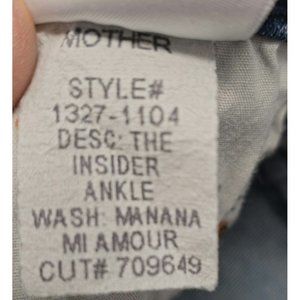 MOTHER
STYLE#
1327-1104
DESC: THE
INSIDER
ANKLE
WASH: MANANA
MI AMOUR
CUT# 709649